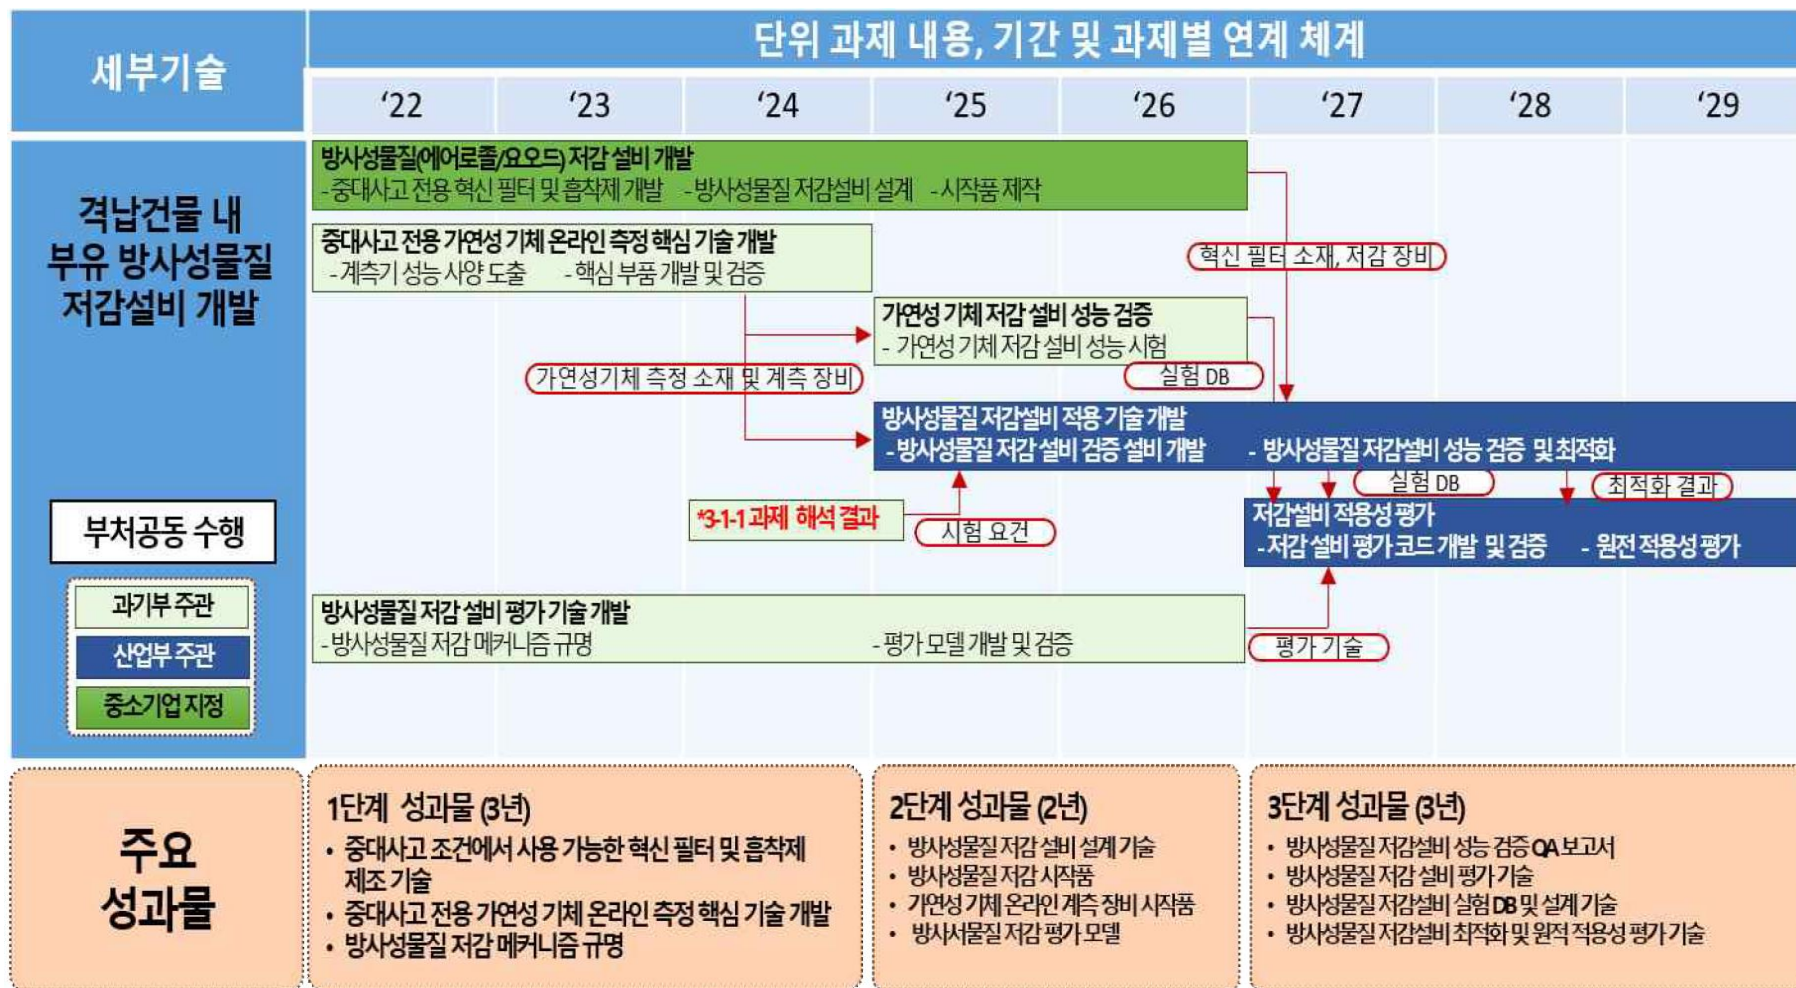 세부기술
단위 과제 내용, 기간 및 과제별 연계 체계
‘22 ‘23 ‘24 ‘25 ‘26 ‘27 ‘28 ‘29
격납건물 내
부유 방사성물질
저감설비 개발
부처공동 수행
과기부 주관
산업부 주관
중소기업 지정
방사성물질(에어로졸/요오드) 저감 설비 개발
- 중대사고 전용 혁신 필터 및 흡착제 개발 - 방사성물질 저감설비 설계 - 시작품 제작
중대사고 전용 가연성 기체 온라인 측정 핵심 기술 개발
- 계측기 성능 사양 도출 - 핵심 부품 개발 및 검증
혁신 필터 소재, 저감 장비
가연성 기체 저감 설비 성능 검증
- 가연성 기체 저감 설비 성능 시험
가연성기체 측정 소재 및 계측 장비
실험 DB
방사성물질 저감설비 적용 기술 개발
- 방사성물질 저감 설비 검증 설비 개발 - 방사성물질 저감설비 성능 검증 및 최적화
실험 DB
최적화 결과
*3-1-1 과제 해석 결과
시험 요건
저감설비 적용성 평가
- 저감 설비 평가 코드 개발 및 검증 - 원전 적용성 평가
방사성물질 저감 설비 평가 기술 개발
- 방사성물질 저감 메커니즘 규명 - 평가 모델 개발 및 검증
평가 기술
주요
성과물
1단계 성과물 (3년)
• 중대사고 조건에서 사용 가능한 혁신 필터 및 흡착제
제조 기술
• 중대사고 전용 가연성 기체 온라인 측정 핵심 기술 개발
• 방사성물질 저감 메커니즘 규명
2단계 성과물 (2년)
• 방사성물질 저감 설비 설계 기술
• 방사성물질 저감 시작품
• 가연성 기체 온라인 계측 장비 시작품
• 방사서물질 저감 평가 모델
3단계 성과물 (3년)
• 방사성물질 저감설비 성능 검증 QA 보고서
• 방사성물질 저감 설비 평가 기술
• 방사성물질 저감설비 실험 DB 및 설계 기술
• 방사성물질 저감설비 최적화 및 원적 적용성 평가 기술